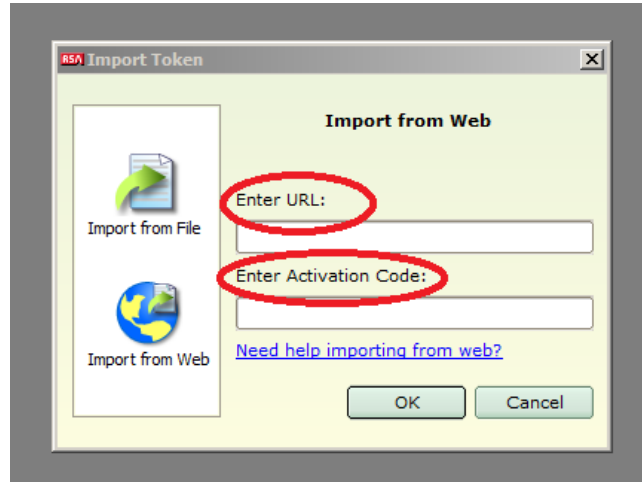 RSA Import Token
Import from Web
Import from File
Import from Web
Enter URL:
Enter Activation Code:
Need help importing from web?
OK
Cancel